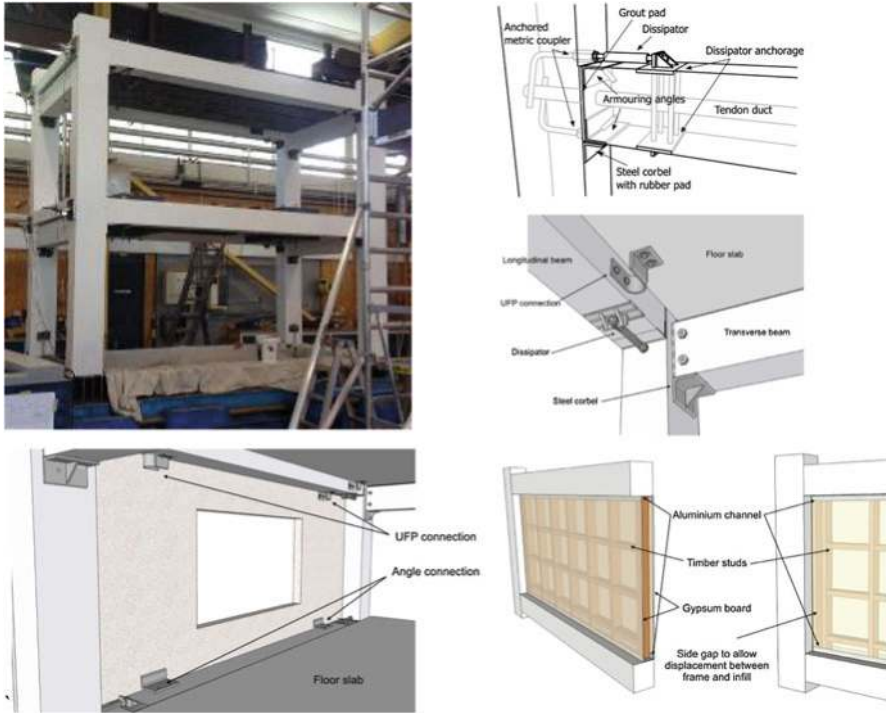 Grout pad
Dissipator
Anchored
metric coupler
Dissipator anchorage
Armouring angles
Tendon duct
Steel corbel
with rubber pad
Longitudinal beam
Floor slab
UFP connection
Transverse beam
Dissipator
Steel corbel
UFP connection
Angle connection
Floor slab
Aluminium channel
Timber studs
Gypsum board
Side gap to allow
displacement between
frame and infill